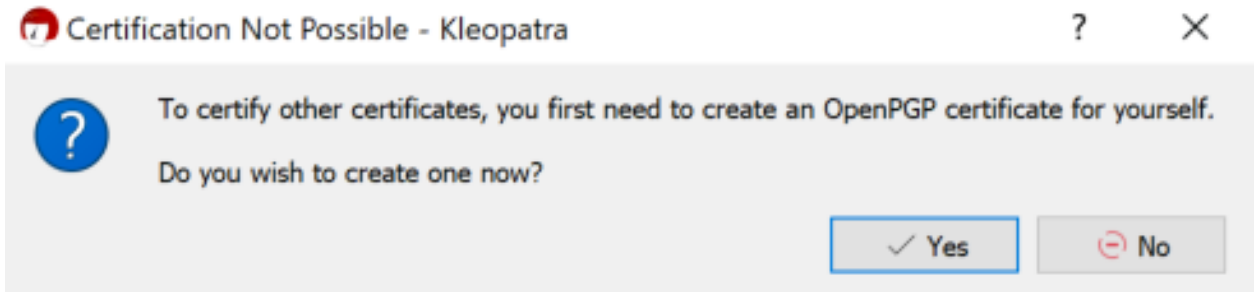 Certification Not Possible - Kleopatra
To certify other certificates, you first need to create an OpenPGP certificate for yourself.
Do you wish to create one now?
Yes
No